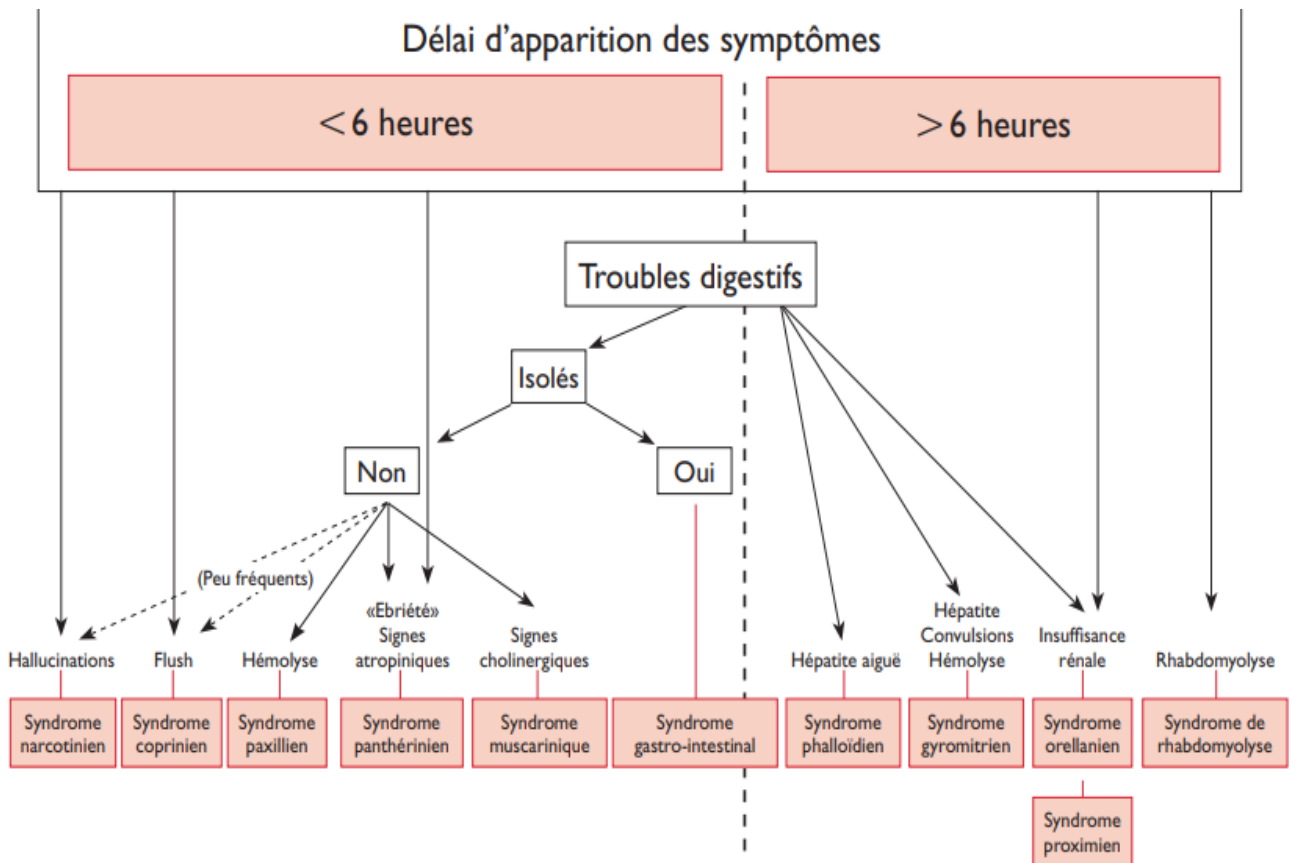 Délai d'apparition des symptômes
<6 heures
>6 heures
Troubles digestifs
Isolés
Non
Oui
(Peu fréquents)
Hallucinations
Flush
Hémolyse
«Ebriété»
Signes
atropiniques
Signes
cholinergiques
Hépatite aiguë
Hépatite
Convulsions
Hémolyse
Insuffisance
rénale
Rhabdomyolyse
Syndrome
narcotinien
Syndrome
coprinien
Syndrome
paxillien
Syndrome
panthérinien
Syndrome
muscarinique
Syndrome
gastro-intestinal
Syndrome
phalloïdien
Syndrome
gyromitrien
Syndrome
orellanien
Syndrome de
rhabdomyolyse
Syndrome
proximien